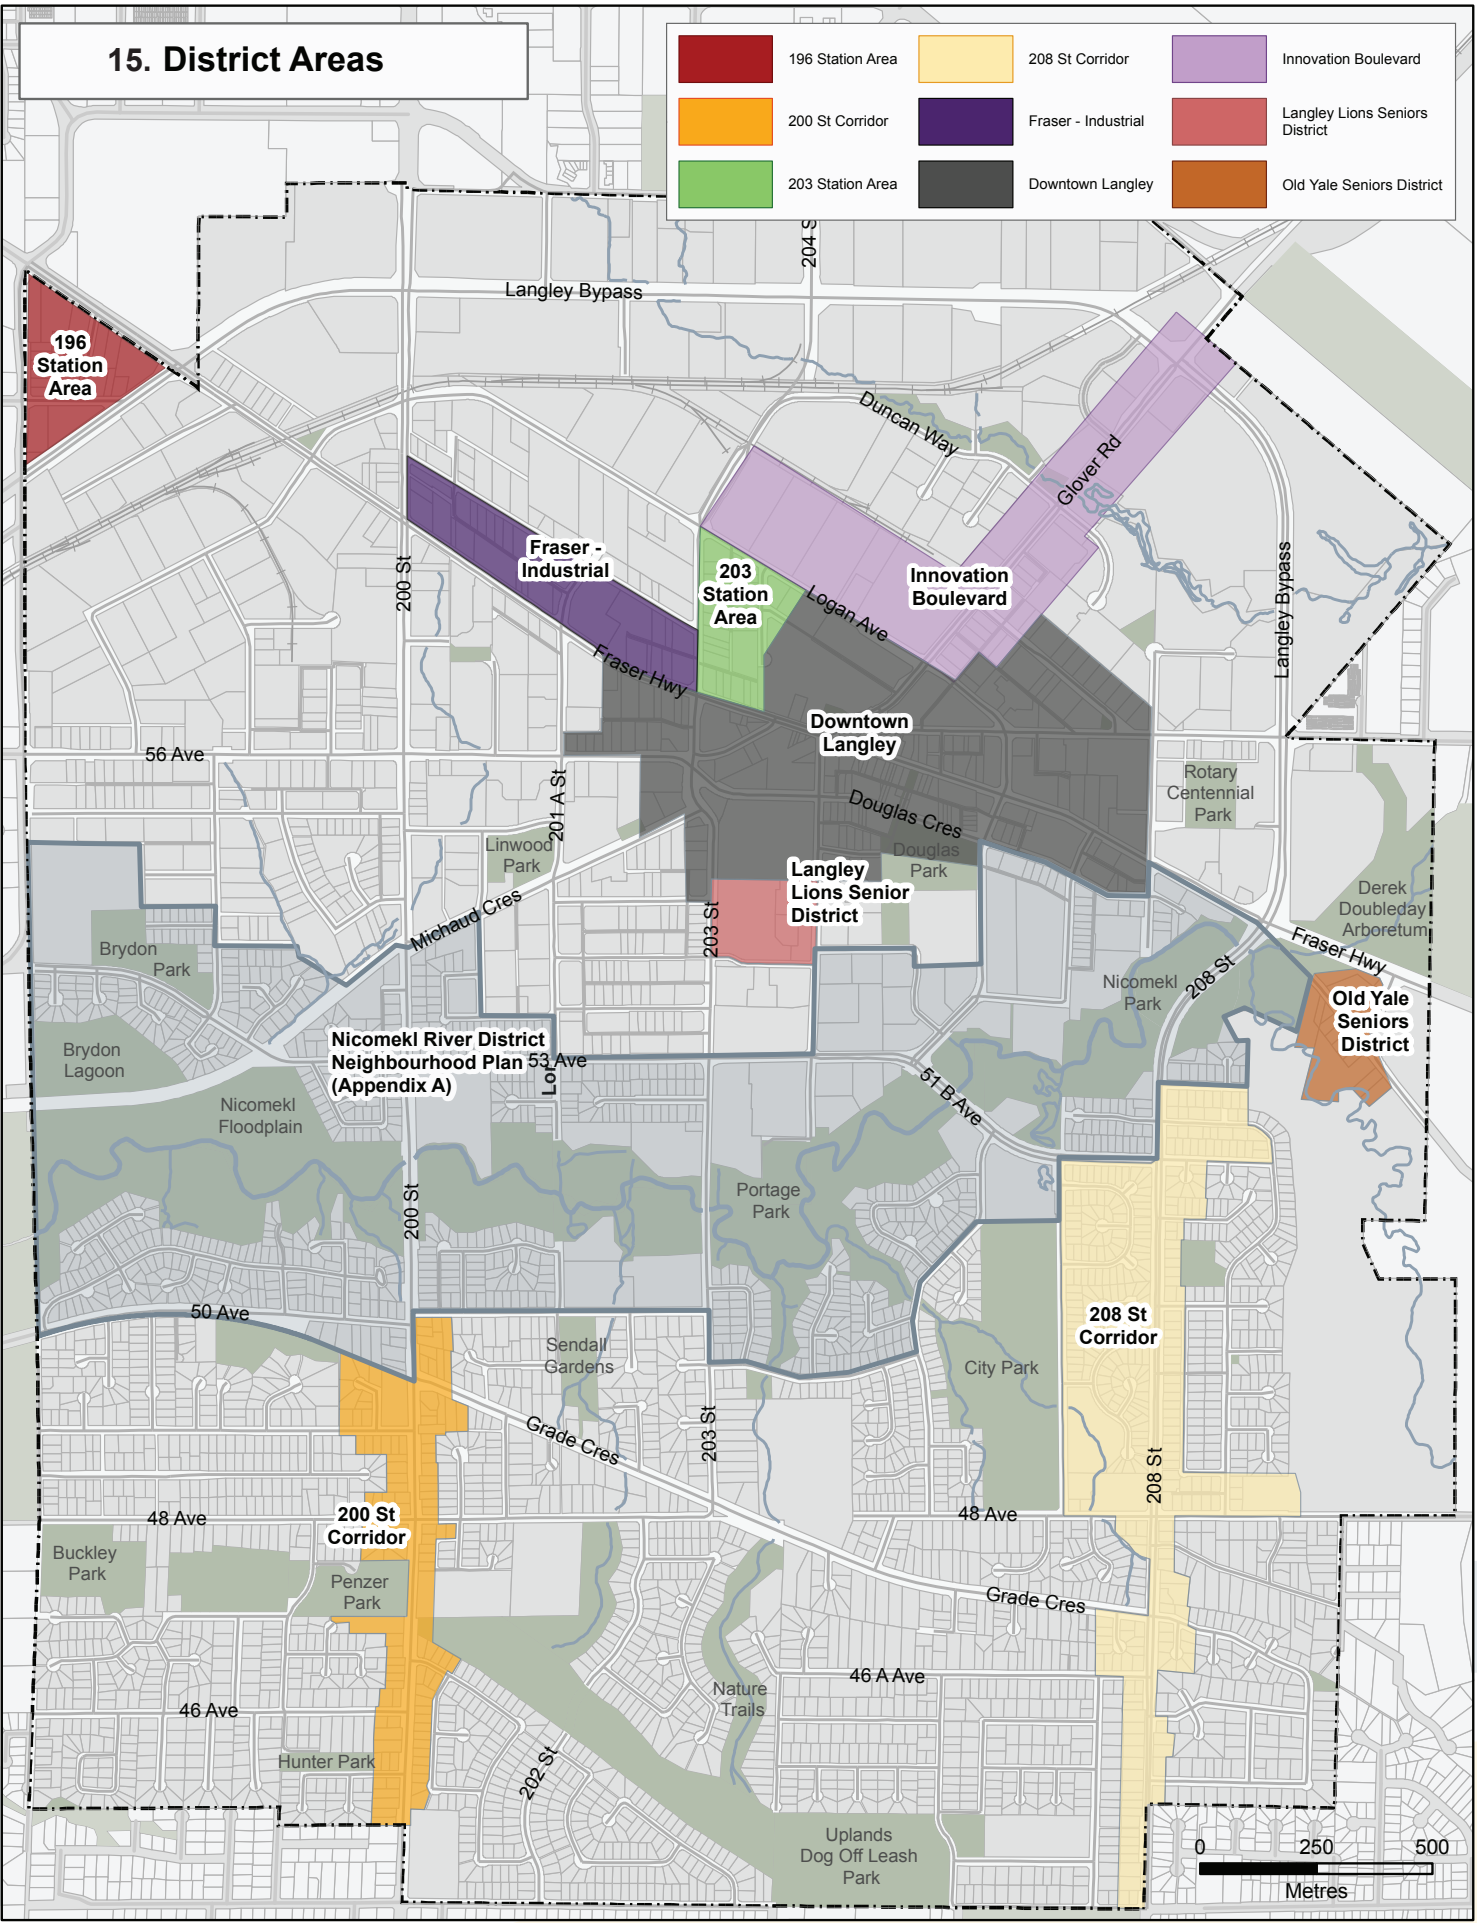 15. District Areas
196 Station Area
208 St Corridor
Innovation Boulevard
200 St Corridor
Fraser - Industrial
Langley Lions Seniors
District
203 Station Area
Downtown Langley
Old Yale Seniors District
204 S
Langley Bypass
196
Station
Area
Duncan Way
Glover Rd
Fraser -
Industrial
200 St
203
Station
Area
Innovation
Boulevard
Logan Ave
Langley Bypass
Fraser Hwy
Downtown
Langley
56 Ave
201 A St
Rotary
Centennial
Park
Douglas Cres
Linwood
Park
Douglas
Park
Langley
Lions Senior
District
Derek
Doubleday
Arboretum
Michaud Cres
203 St
Fraser Hwy
Brydon
Park
Nicomekl
Park
208 St
Old Yale
Seniors
District
Nicomekl River District
Neighbourhood Plan
(Appendix A)
53 Ave
Lor
Brydon
Lagoon
51 B Ave
Nicomekl
Floodplain
200 St
Portage
Park
50 Ave
208 St
Corridor
Sendall
Gardens
City Park
Grade Cres
203 St
208 St
200 St
Corridor
48 Ave
48 Ave
Buckley
Park
Penzer
Park
Grade Cres
46 A Ave
Nature
Trails
46 Ave
Hunter Park
202 St
Uplands
Dog Off Leash
Park
0 250 500
Metres